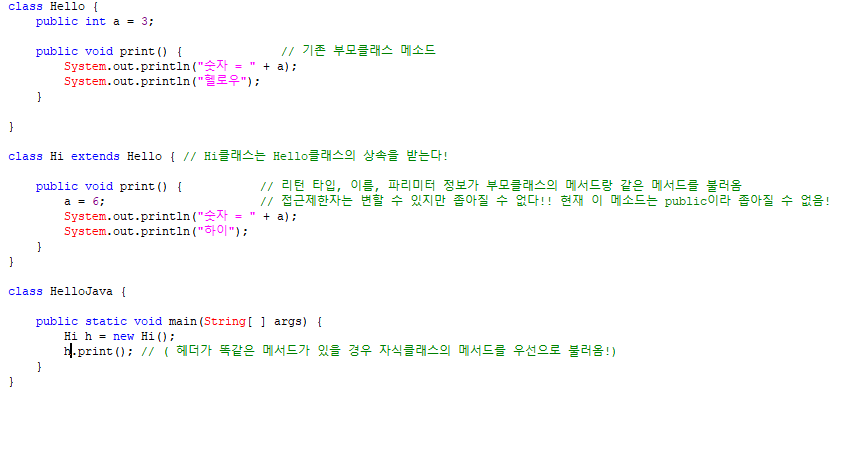 class Hello {
public int a = 3;
public void print() { // 기존 부모클래스 메소드
System.out.println("숫자 = " + a);
System.out.println("헬로우");
}
}
class Hi extends Hello { // Hi클래스는 Hello클래스의 상속을 받는다!
public void print() { // 리턴 타입, 이름, 파리미터 정보가 부모클래스의 메서드랑 같은 메서드를 불러옴
a = 6; // 접근제한자는 변할 수 있지만 좁아질 수 없다!! 현재 이 메소드는 public이라 좁아질 수 없음!
System.out.println("숫자 = " + a);
System.out.println("하이");
}
}
class HelloJava {
public static void main(String[ ] args) {
Hi h = new Hi();
h.print(); // ( 헤더가 똑같은 메서드가 있을 경우 자식클래스의 메서드를 우선으로 불러옴!)
}
}